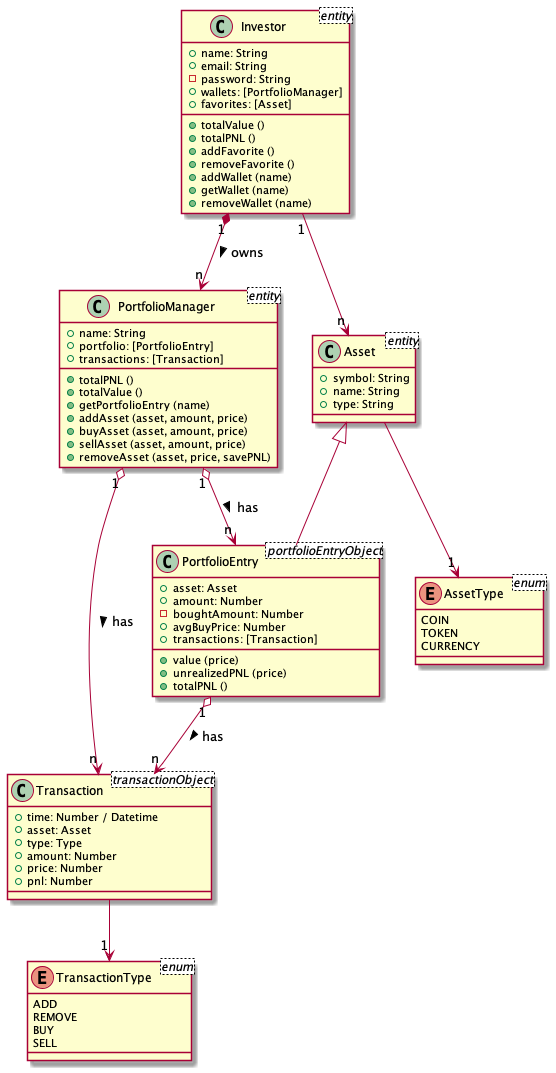 entity
C Investor
name: String
email: String
password: String
wallets: [PortfolioManager]
favorites: [Asset]
totalValue ()
totalPNL ()
addFavorite ()
removeFavorite ()
addWallet (name)
getWallet (name)
removeWallet (name)
1
1
owns
n
n
entity
C PortfolioManager
name: String
portfolio: [PortfolioEntry]
transactions: [Transaction]
totalPNL ()
totalValue ()
getPortfolioEntry (name)
addAsset (asset, amount, price)
buyAsset (asset, amount, price)
sellAsset (asset, amount, price)
removeAsset (asset, price, savePNL)
entity
C Asset
symbol: String
name: String
type: String
1
1
has
n
portfolioEntryObject
C PortfolioEntry
asset: Asset
amount: Number
boughtAmount: Number
avgBuyPrice: Number
transactions: [Transaction]
value (price)
unrealizedPNL (price)
totalPNL ()
1
enum
E AssetType
COIN
TOKEN
CURRENCY
has
1
has
n
n
transactionObject
C Transaction
time: Number / Datetime
asset: Asset
type: Type
amount: Number
price: Number
pnl: Number
1
enum
E TransactionType
ADD
REMOVE
BUY
SELL